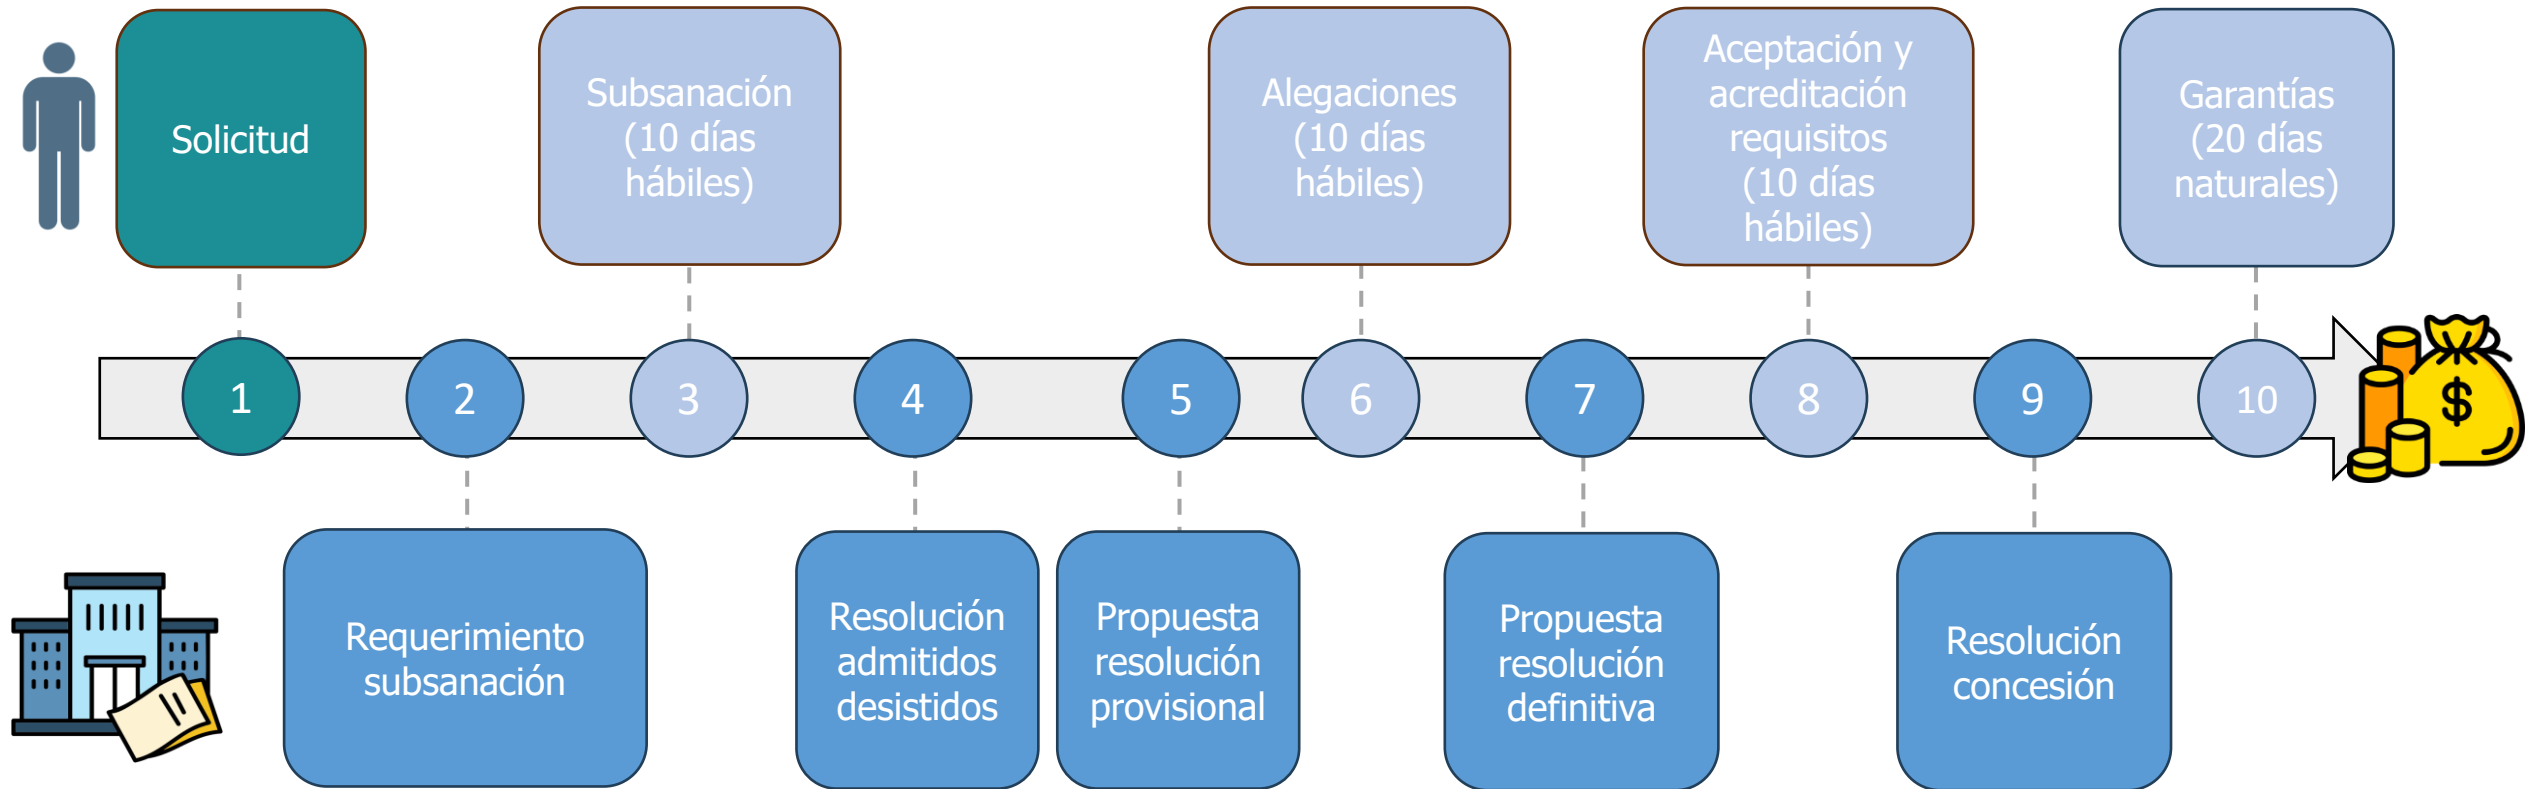 Solicitud
Subsanación
(10 días
hábiles)
Alegaciones
(10 días
hábiles)
Aceptación y
acreditación
requisitos
(10 días
hábiles)
Garantías
(20 días
naturales)
1
2
3
4
5
6
7
8
9
10
$
Requerimiento
subsanación
Resolución
admitidos
desistidos
Propuesta
resolución
provisional
Propuesta
resolución
definitiva
Resolución
concesión